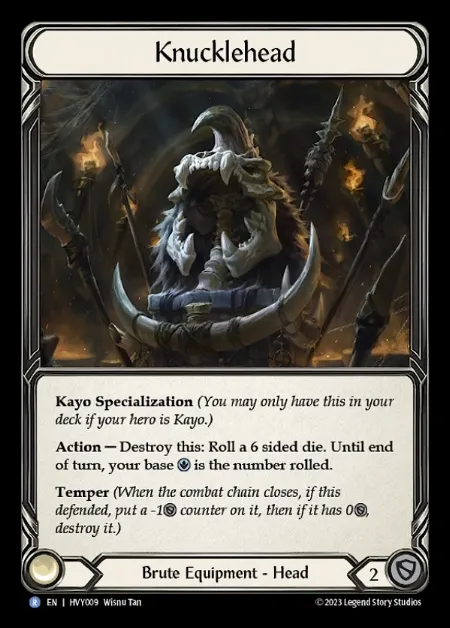 Knucklehead
Kayo Specialization (You may only have this in your
deck if your hero is Kayo.)
Action — Destroy this: Roll a 6 sided die. Until end
of turn, your base is the number rolled.
Temper (When the combat chain closes, if this
defended, put a -1 counter on it, then if it has 0,
destroy it.)
Brute Equipment - Head
2
R EN | HVY009 Wisnu Tan
© 2023 Legend Story Studios